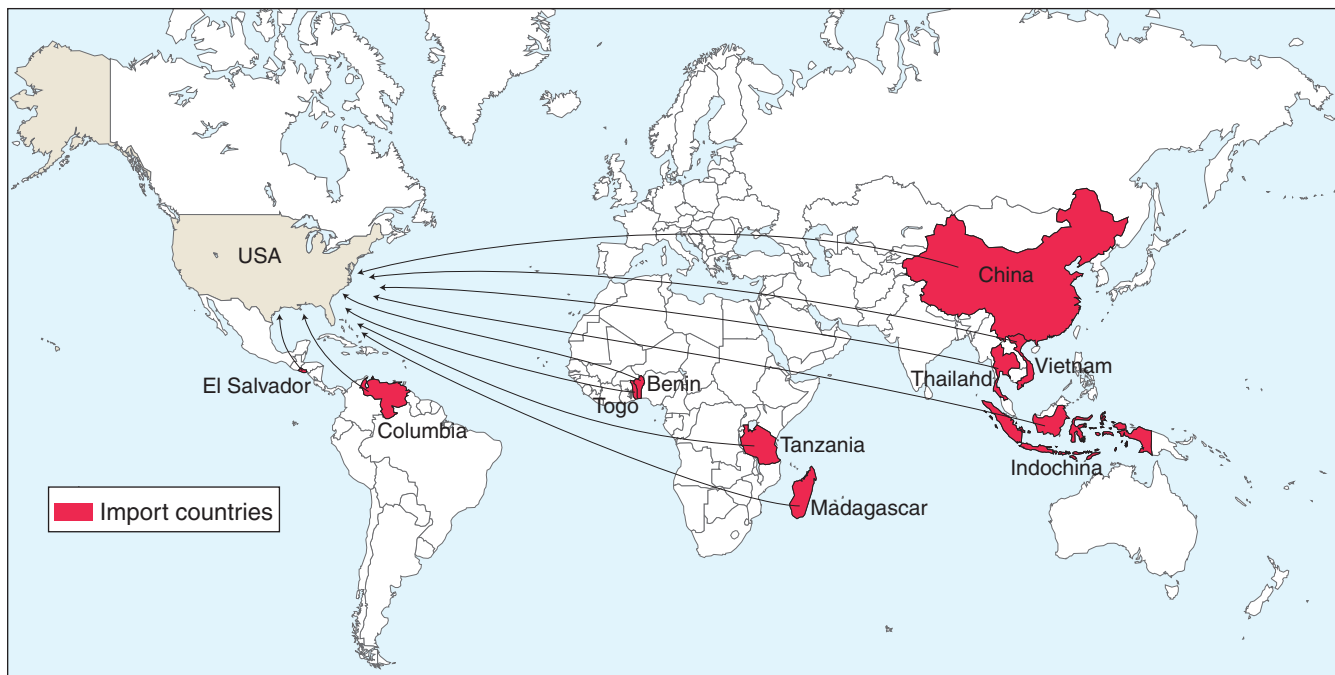 USA
China
Vietnam
Thailand
El Salvador
Benin
Togo
Columbia
Tanzania
Indochina
Madagascar
Import countries